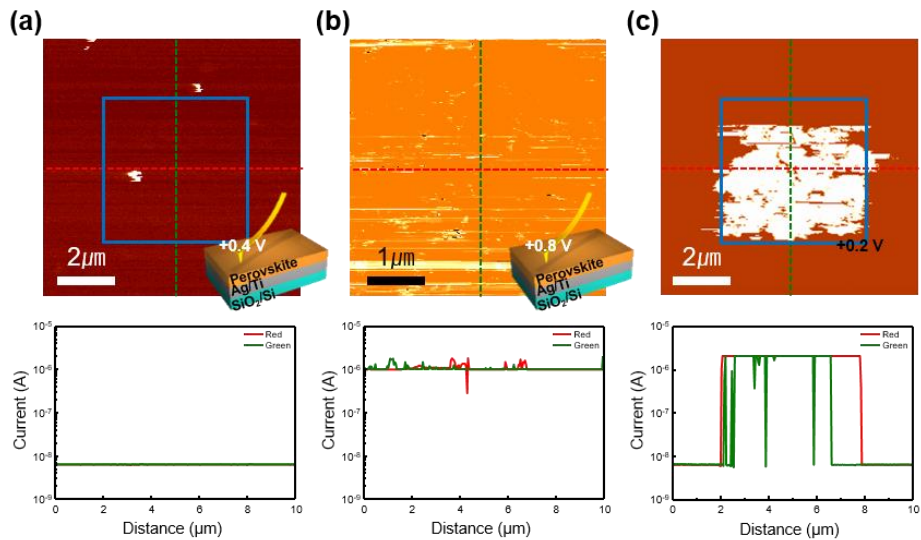 (a)
+0.4 V
Perovskite
Ag/Ti
SiO₂/Si
2μm
(b)
+0.8 V
Perovskite
Ag/Ti
SiO₂/Si
1μm
(c)
+0.2 V
2μm
Current (A)
10⁻⁵
10⁻⁶
10⁻⁷
10⁻⁸
10⁻⁹
Red
Green
0 2 4 6 8 10
Distance (μm)
Current (A)
10⁻⁵
10⁻⁶
10⁻⁷
10⁻⁸
10⁻⁹
Red
Green
0 2 4 6 8 10
Distance (μm)
Current (A)
10⁻⁵
10⁻⁶
10⁻⁷
10⁻⁸
10⁻⁹
Red
Green
0 2 4 6 8 10
Distance (μm)